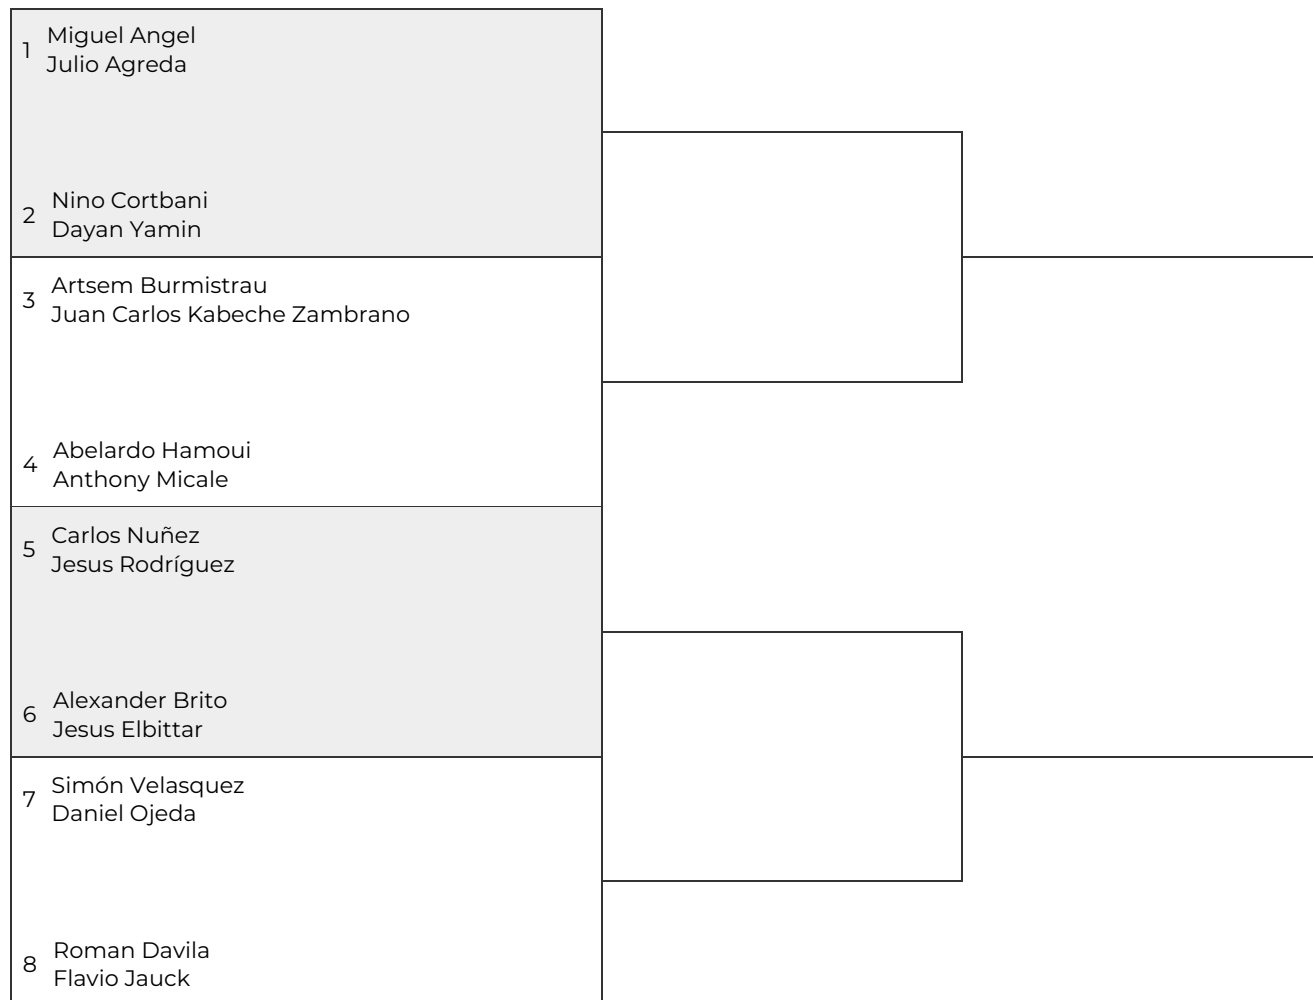 1
Miguel Angel
Julio Agreda
2
Nino Cortbani
Dayan Yamin
3
Artsem Burmistrau
Juan Carlos Kabeche Zambrano
4
Abelardo Hamoui
Anthony Micale
5
Carlos Nuñez
Jesus Rodríguez
6
Alexander Brito
Jesus Elbittar
7
Simón Velasquez
Daniel Ojeda
8
Roman Davila
Flavio Jauck